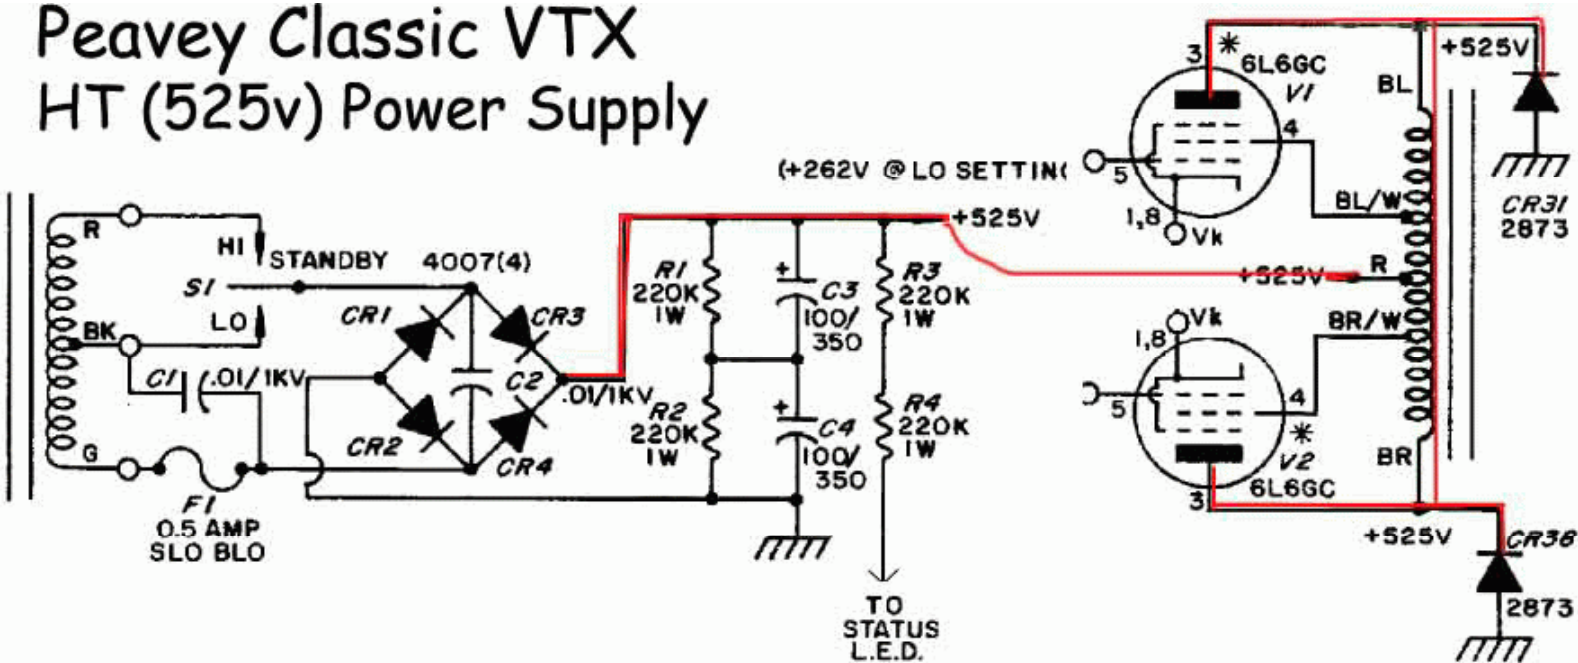 Peavey Classic VTX
HT (525v) Power Supply
+525V
3
*
6L6GC
V1
BL
4
(+262V @ LO SETTIN
5
1,8
Vk
BL/W
CR31
2873
R
HI
STANDBY
4007(4)
+525V
S1
LO
BK
CR1
CR3
R1
220K
1W
+
C3
100/
350
R3
220K
1W
+525V
R
Vk
1,8
BR/W
C1
.01/1KV
C2
.01/1KV
5
4
CR2
CR4
R2
220K
1W
+
C4
100/
350
R4
220K
1W
*
V2
6L6GC
3
BR
G
F1
0.5 AMP
SLO BLO
+525V
CR38
2873
TO
STATUS
L.E.D.